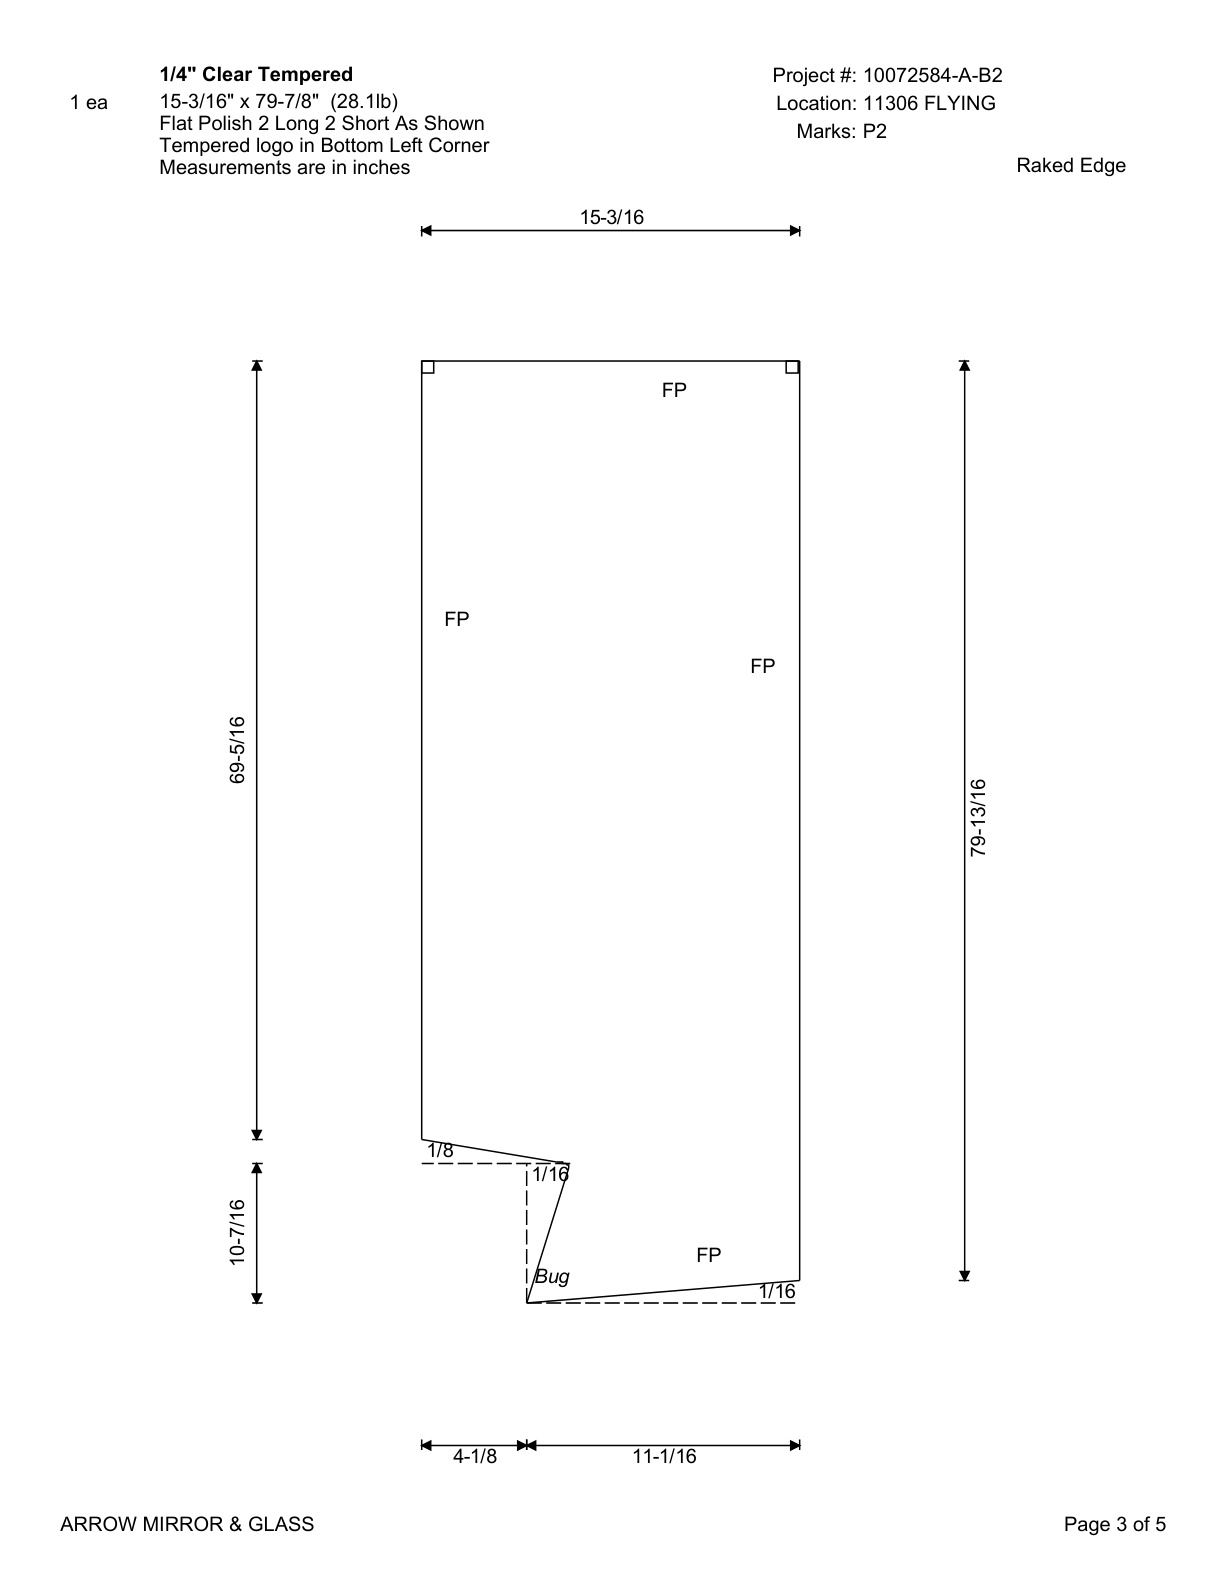 1/4" Clear Tempered
1 ea
15-3/16" x 79-7/8" (28.1lb)
Flat Polish 2 Long 2 Short As Shown
Tempered logo in Bottom Left Corner
Measurements are in inches
Project #: 10072584-A-B2
Location: 11306 FLYING
Marks: P2
Raked Edge
15-3/16
FP
FP
FP
69-5/16
79-13/16
1/8
1/16
10-7/16
FP
Bug
1/16
4-1/8
11-1/16
ARROW MIRROR & GLASS
Page 3 of 5